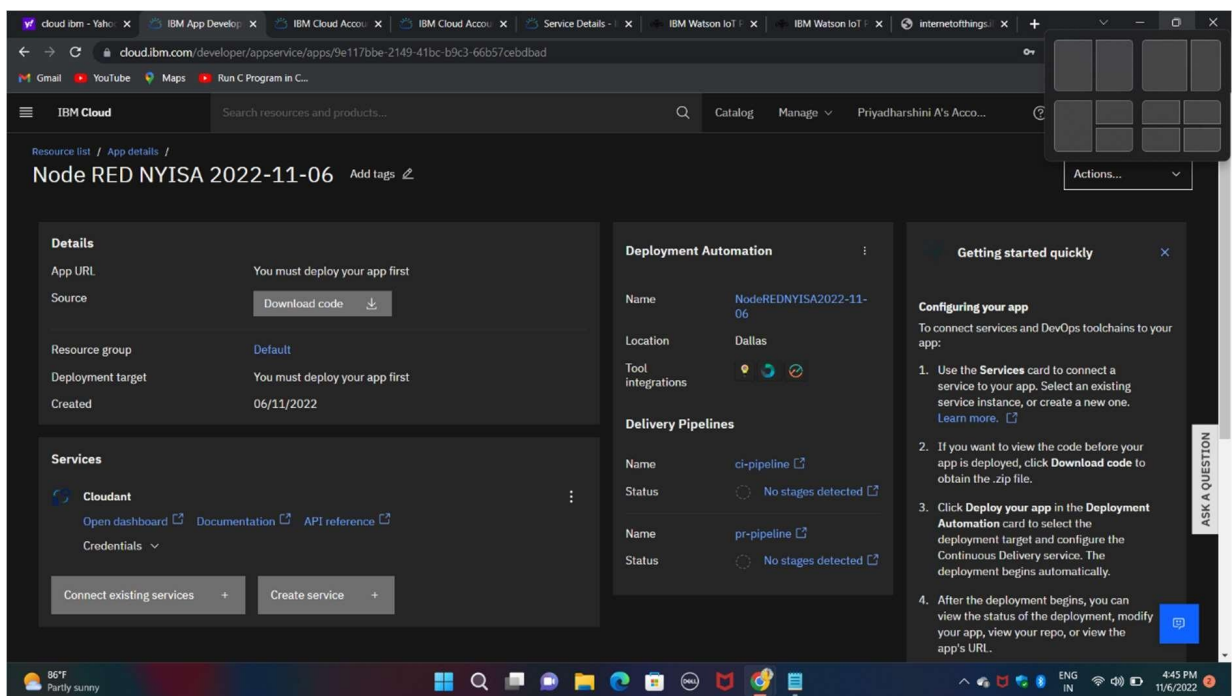 cloud ibm - Yaho
IBM App Develop
IBM Cloud Accou
IBM Cloud Accou
Service Details -
IBM Watson IoT P
IBM Watson IoT P
internetofthings.
cloud.ibm.com/developer/appservice/apps/9e117bbe-2149-41bc-b9c3-66b57cebdbad
Gmail YouTube Maps Run C Program in C...
IBM Cloud
Search resources and products...
Catalog Manage Priyadharshini A's Acco...
Resource list / App details /
Node RED NYISA 2022-11-06 Add tags
Actions...
Details
App URL You must deploy your app first
Source Download code
Resource group Default
Deployment target You must deploy your app first
Created 06/11/2022
Services
Cloudant
Open dashboard Documentation API reference
Credentials
Connect existing services + Create service +
Deployment Automation
Name NodeREDNYISA2022-11-
06
Location Dallas
Tool
integrations
Delivery Pipelines
Name ci-pipeline
Status No stages detected
Name pr-pipeline
Status No stages detected
Getting started quickly
Configuring your app
To connect services and DevOps toolchains to your
app:
1. Use the Services card to connect a
service to your app. Select an existing
service instance, or create a new one.
Learn more.
2. If you want to view the code before your
app is deployed, click Download code to
obtain the .zip file.
3. Click Deploy your app in the Deployment
Automation card to select the
deployment target and configure the
Continuous Delivery service. The
deployment begins automatically.
4. After the deployment begins, you can
view the status of the deployment, modify
your app, view your repo, or view the
app's URL.
ASK A QUESTION
86°F
Partly sunny
DELL
ENG
IN
4:45 PM
11/6/2022
2